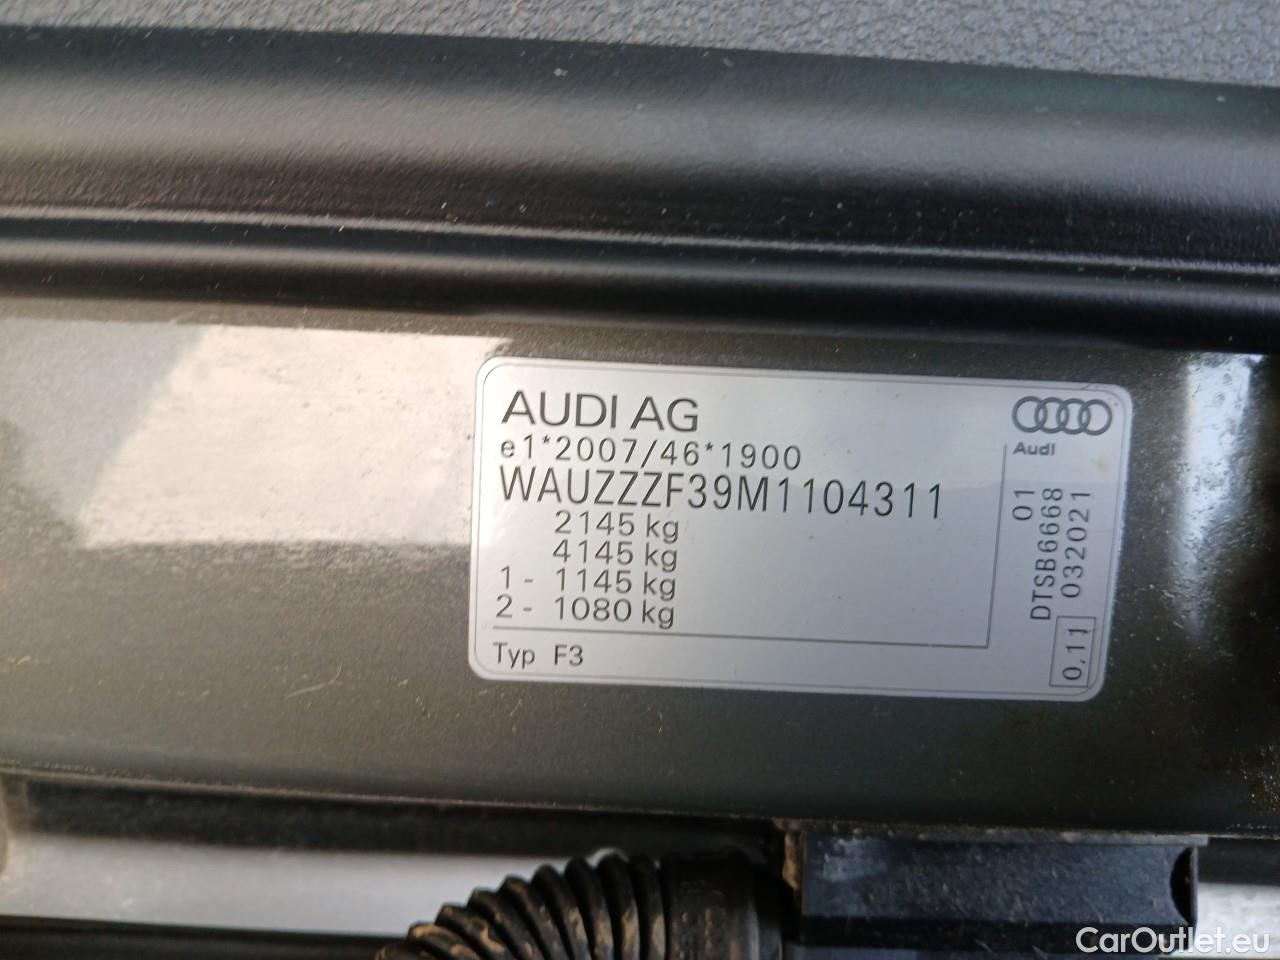 AUDI AG
e1*2007/46*1900
WAUZZZF39M1104311
2145 kg
4145 kg
1 - 1145 kg
2 - 1080 kg
Typ F3
Audi
01
DTSB6668
032021
0,11
CarOutlet.eu